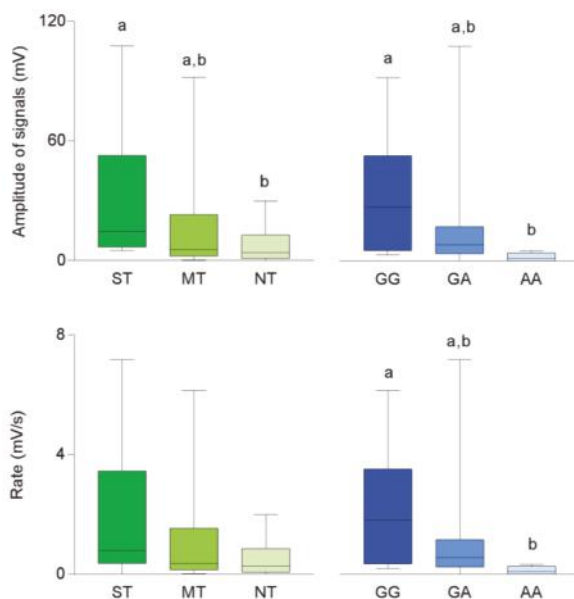 120
60
0
Amplitude of signals (mV)
a
a,b
b
ST MT NT
a
a,b
b
GG GA AA
8
4
0
Rate (mV/s)
ST MT NT
a
a,b
b
GG GA AA